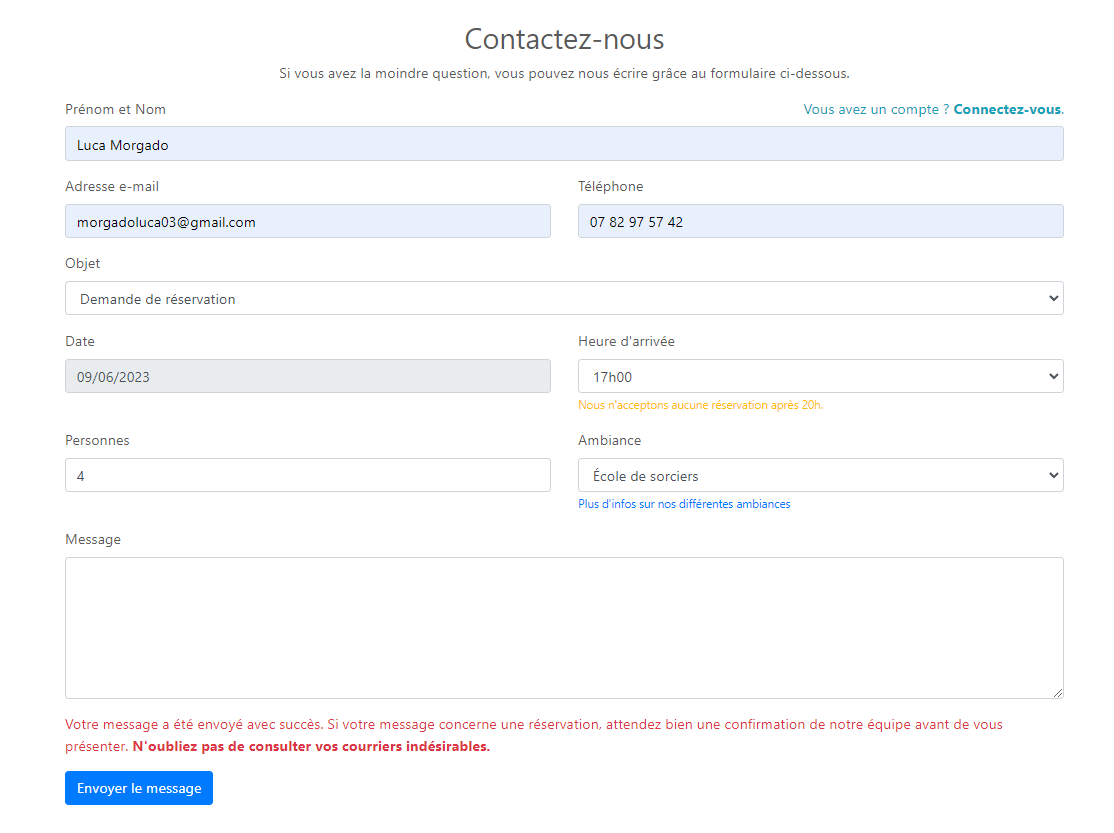 Contactez-nous
Si vous avez la moindre question, vous pouvez nous écrire grâce au formulaire ci-dessous.
Prénom et Nom
Vous avez un compte ? Connectez-vous.
Luca Morgado
Adresse e-mail
Téléphone
morgadoluca03@gmail.com
07 82 97 57 42
Objet
Demande de réservation
Date
Heure d'arrivée
09/06/2023
17h00
Nous n'acceptons aucune réservation après 20h.
Personnes
Ambiance
4
École de sorciers
Plus d'infos sur nos différentes ambiances
Message
Votre message a été envoyé avec succès. Si votre message concerne une réservation, attendez bien une confirmation de notre équipe avant de vous
présenter. N'oubliez pas de consulter vos courriers indésirables.
Envoyer le message